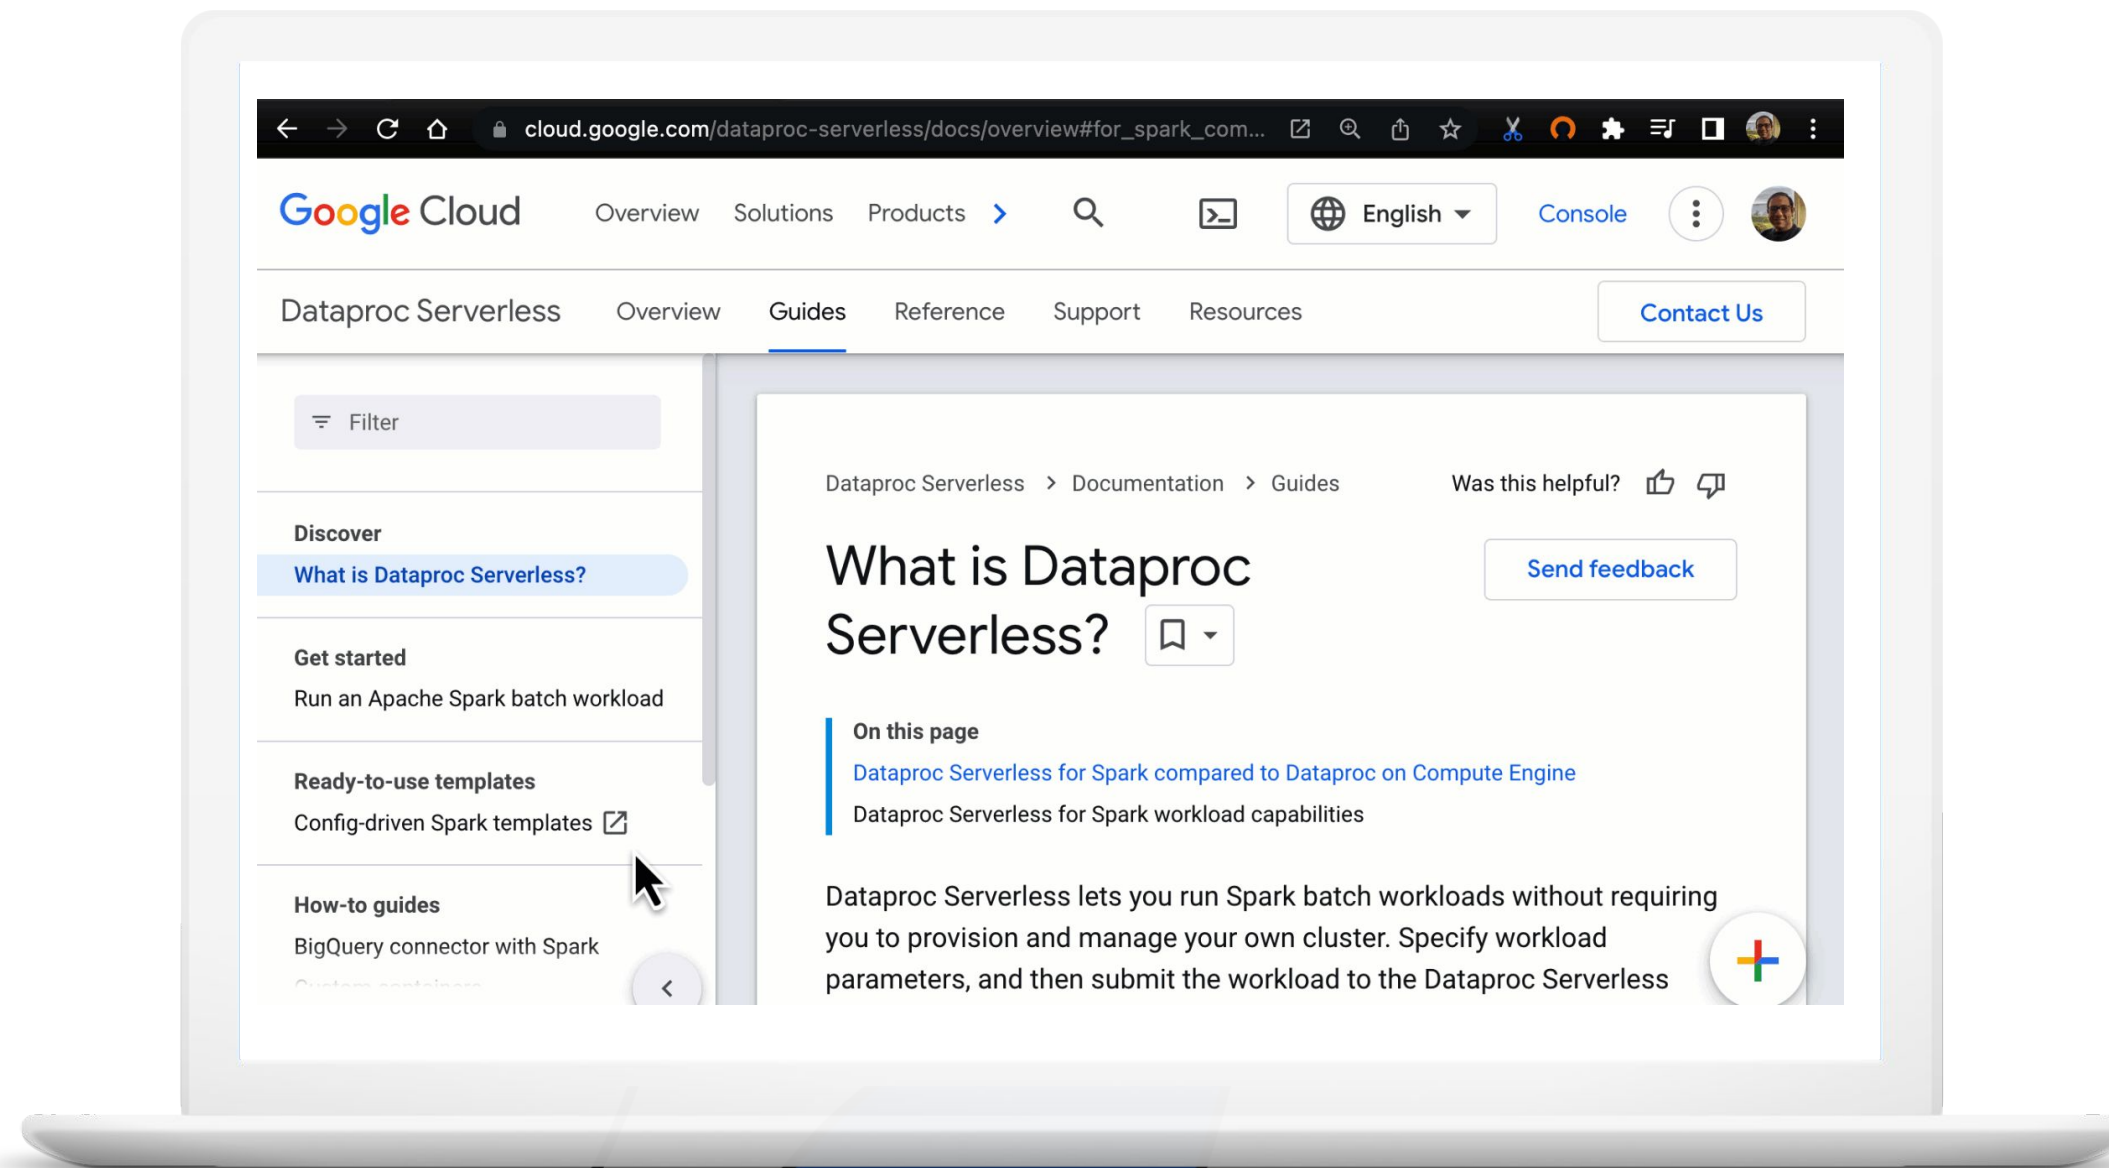 cloud.google.com/dataproc-serverless/docs/overview#for_spark_com...
Google Cloud Overview Solutions Products English Console
Dataproc Serverless Overview Guides Reference Support Resources Contact Us
Filter
Discover
What is Dataproc Serverless?
Get started
Run an Apache Spark batch workload
Ready-to-use templates
Config-driven Spark templates
How-to guides
BigQuery connector with Spark
Custom containers
Dataproc Serverless > Documentation > Guides
Was this helpful?
What is Dataproc
Serverless?
Send feedback
On this page
Dataproc Serverless for Spark compared to Dataproc on Compute Engine
Dataproc Serverless for Spark workload capabilities
Dataproc Serverless lets you run Spark batch workloads without requiring
you to provision and manage your own cluster. Specify workload
parameters, and then submit the workload to the Dataproc Serverless